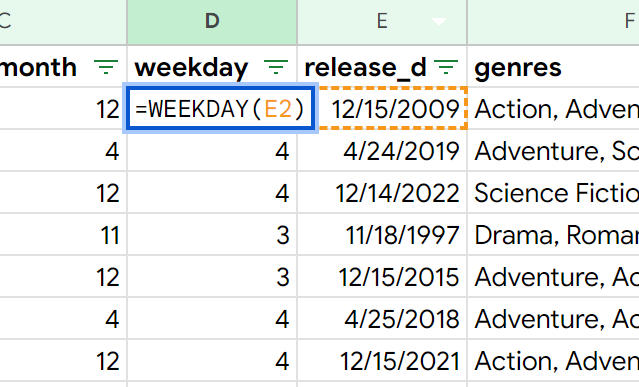 C D E F
month weekday release_d genres
12 =WEEKDAY(E2) 12/15/2009 Action, Adven
4 4 4/24/2019 Adventure, Sc
12 4 12/14/2022 Science Fictio
11 3 11/18/1997 Drama, Roman
12 3 12/15/2015 Adventure, Ac
4 4 4/25/2018 Adventure, Ac
12 4 12/15/2021 Action, Adven